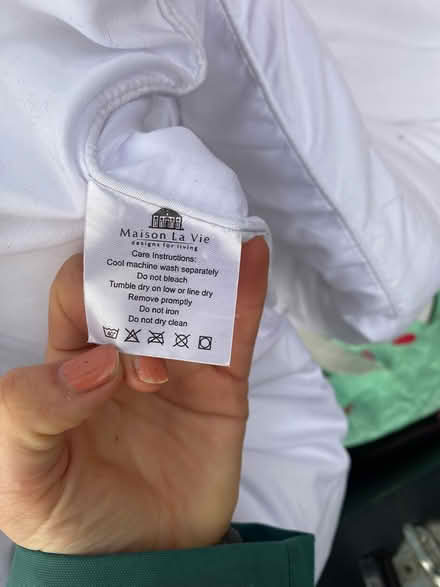 Maison La Vie
designs for living
Care Instructions:
Cool machine wash separately
Do not bleach
Tumble dry on low or line dry
Remove promptly
Do not iron
Do not dry clean